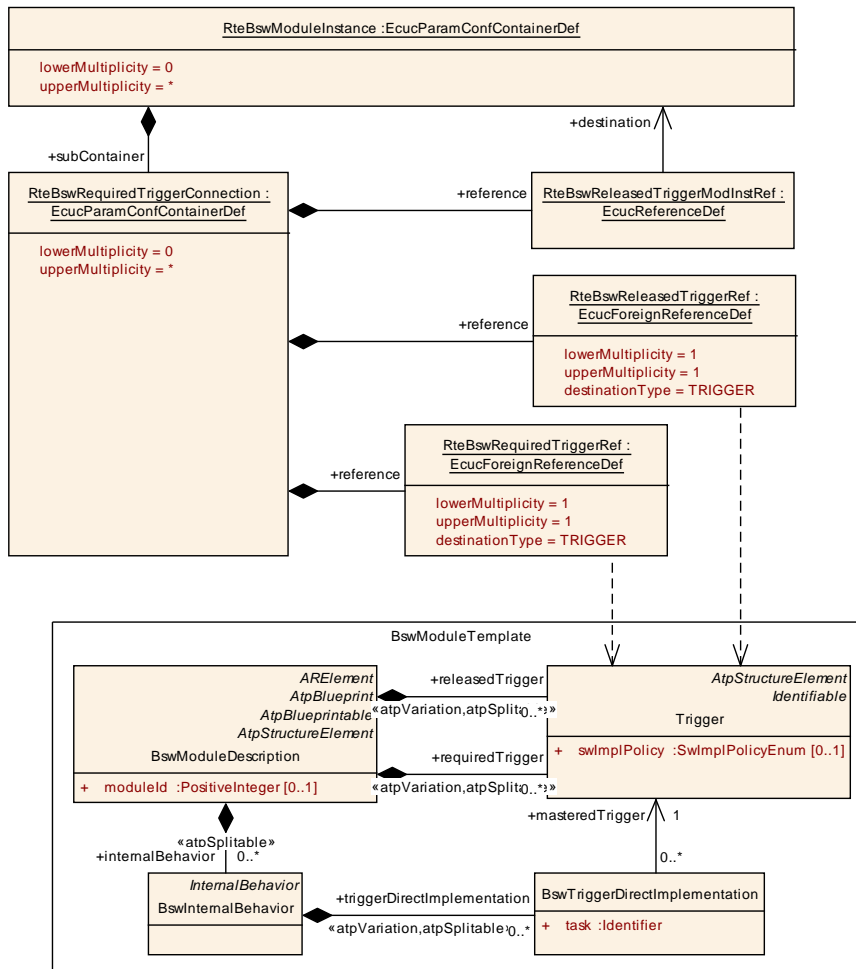 RteBswModuleInstance :EcucParamConfContainerDef
lowerMultiplicity = 0
upperMultiplicity = *
+destination
+subContainer
RteBswRequiredTriggerConnection :
EcucParamConfContainerDef
lowerMultiplicity = 0
upperMultiplicity = *
+reference
RteBswReleasedTriggerModInstRef :
EcucReferenceDef
+reference
RteBswReleasedTriggerRef :
EcucForeignReferenceDef
lowerMultiplicity = 1
upperMultiplicity = 1
destinationType = TRIGGER
+reference
RteBswRequiredTriggerRef :
EcucForeignReferenceDef
lowerMultiplicity = 1
upperMultiplicity = 1
destinationType = TRIGGER
BswModuleTemplate
ARElement
AtpBlueprint
AtpBlueprintable
AtpStructureElement
BswModuleDescription
+ moduleId :PositiveInteger [0..1]
+releasedTrigger
«atpVariation,atpSplit 0..*»
+requiredTrigger
«atpVariation,atpSplit 0..*»
AtpStructureElement
Identifiable
Trigger
+ swImplPolicy :SwImplPolicyEnum [0..1]
+masteredTrigger 1
0..*
«atpSplitable»
+internalBehavior 0..*
InternalBehavior
BswInternalBehavior
+triggerDirectImplementation
«atpVariation,atpSplitable» 0..*
BswTriggerDirectImplementation
+ task :Identifier